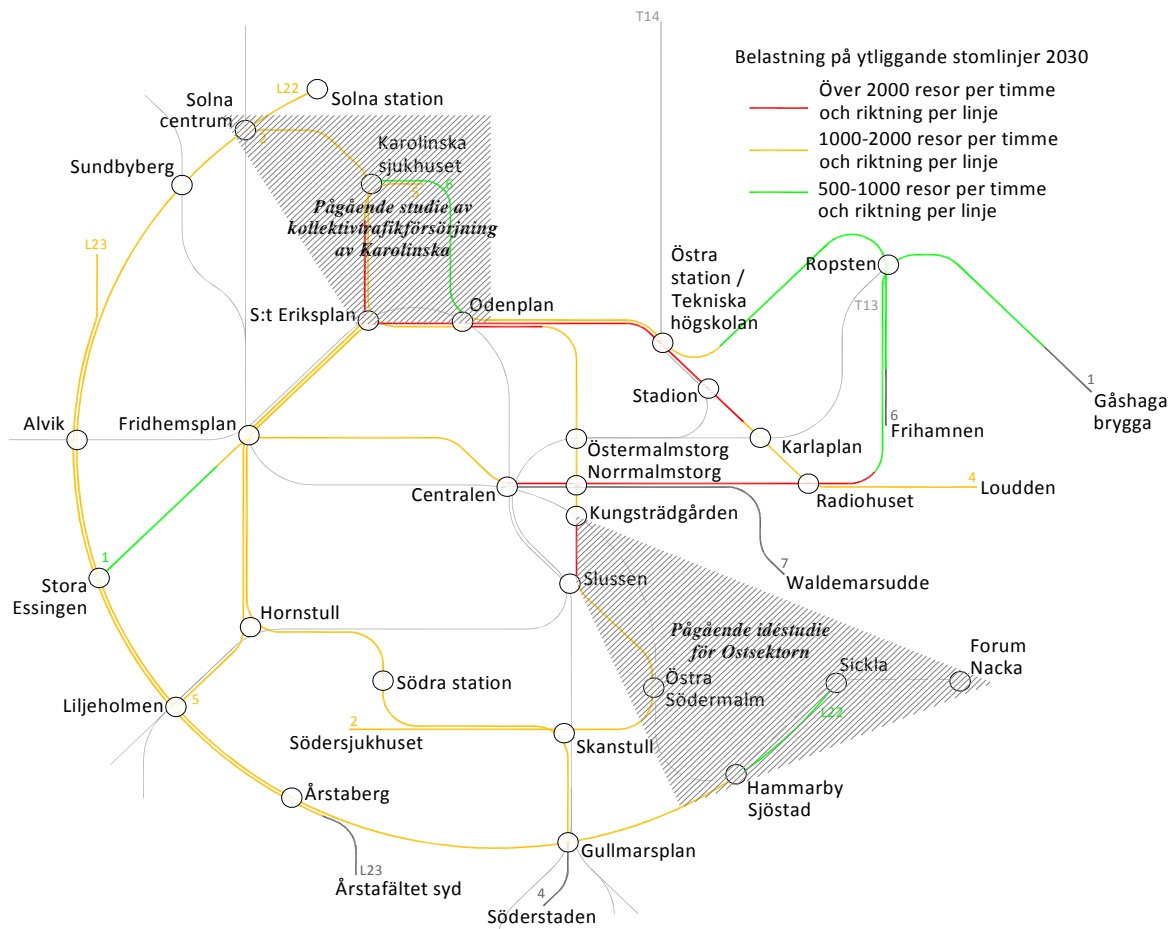 T14
Belastning på ytliggande stomlinjer 2030
Över 2000 resor per timme
och riktning per linje
1000-2000 resor per timme
och riktning per linje
500-1000 resor per timme
och riktning per linje
L22
Solna station
Solna
centrum
2
Sundbyberg
Karolinska
sjukhuset
5
6
Pågående studie av
kollektivtrafikförsörjning
av Karolinska
L23
S:t Eriksplan
Odenplan
Östra
station /
Tekniska
högskolan
Ropsten
T13
Stadion
1
Gåshaga
brygga
6
Frihamnen
Alvik
Fridhemsplan
Östermalmstorg
Norrmalmstorg
Karlaplan
Centralen
Radiohuset
4
Loudden
Kungsträdgården
7
Waldemarsudde
1
Stora
Essingen
Slussen
Hornstull
Pågående idéstudie
för Ostsektorn
Sickla
Forum
Nacka
Södra station
Östra
Södermalm
Liljeholmen
5
L22
2
Södersjukhuset
Skanstull
Hammarby
Sjöstad
Årstaberg
Gullmarsplan
L23
Årstafältet syd
4
Söderstaden